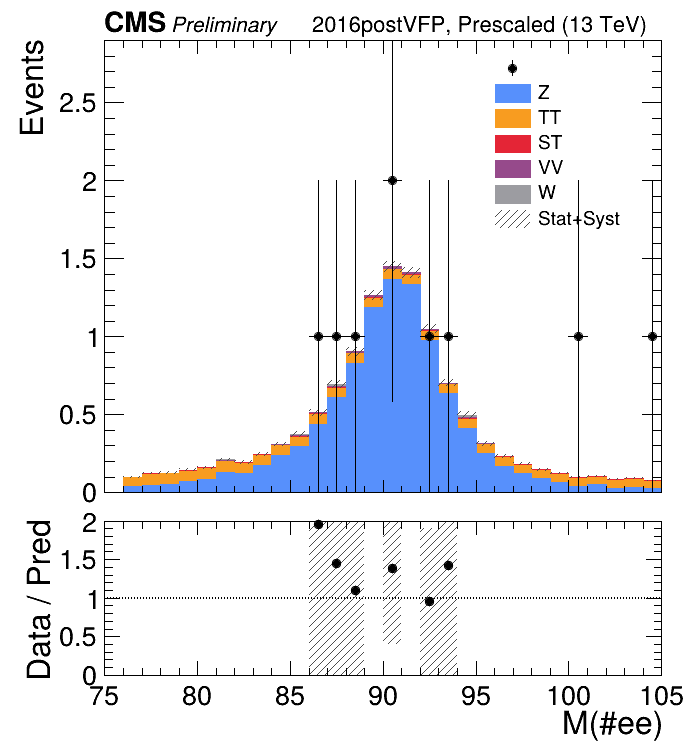 CMS Preliminary 2016postVFP, Prescaled (13 TeV)
Events
2.5
2
1.5
1
0.5
0
Z
TT
ST
VV
W
Stat+Syst
Data / Pred
2
1.5
1
0.5
0
75 80 85 90 95 100 105
M(#ee)